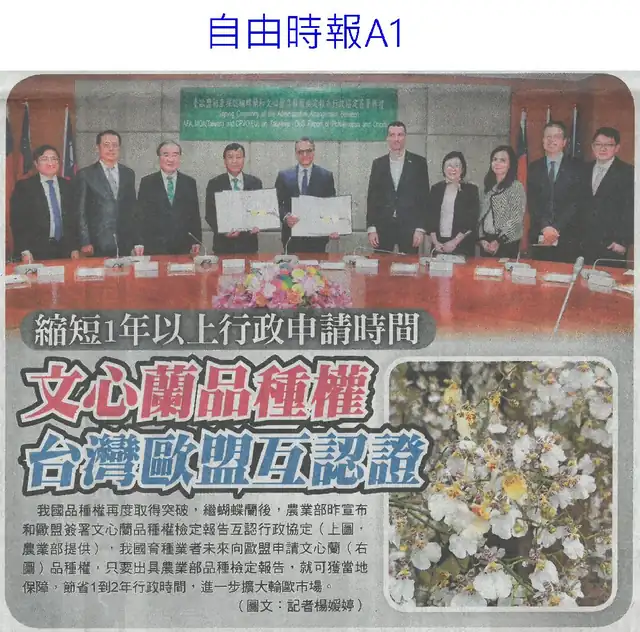 自由時報A1
Signing Ceremony of the Administrative Arrangement Between
縮短1年以上行政申請時間
文心蘭品種權
台灣歐盟互認證
我國品種權再度取得突破，繼蝴蝶蘭後，農業部昨宣布
和歐盟簽署文心蘭品種權檢定報告互認行政協定（上圖，
農業部提供），我國育種業者未來向歐盟申請文心蘭（右
圖）品種權，只要出具農業部品種檢定報告，就可獲當地
保障，節省1到2年行政時間，進一步擴大輸歐市場。
（圖文：記者楊媛婷）